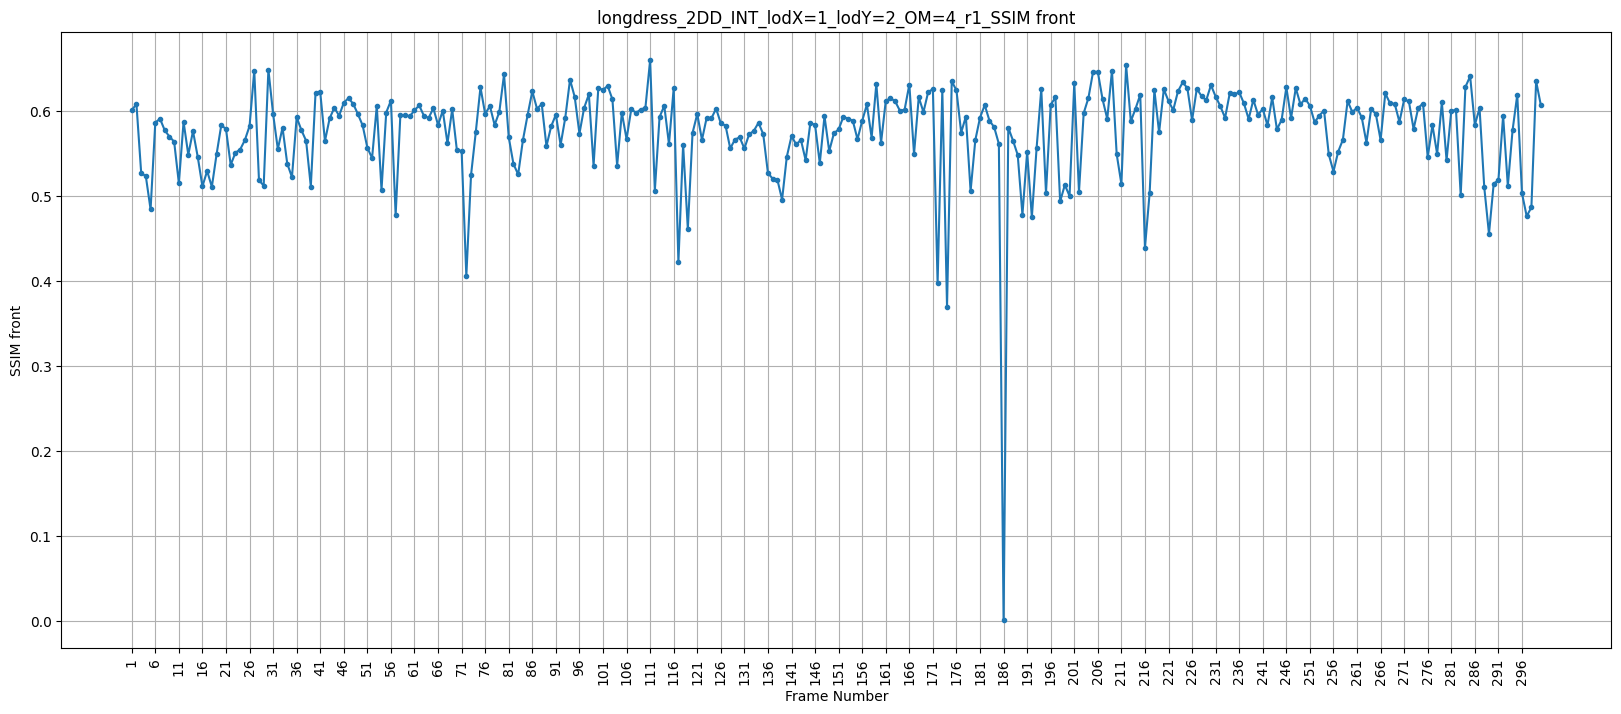 longdress_2DD_INT_lodX=1_lodY=2_OM=4_r1_SSIM front
SSIM front
0.6
0.5
0.4
0.3
0.2
0.1
0.0
1 6 11 16 21 26 31 36 41 46 51 56 61 66 71 76 81 86 91 96 101 106 111 116 121 126 131 136 141 146 151 156 161 166 171 176 181 186 191 196 201 206 211 216 221 226 231 236 241 246 251 256 261 266 271 276 281 286 291 296
Frame Number